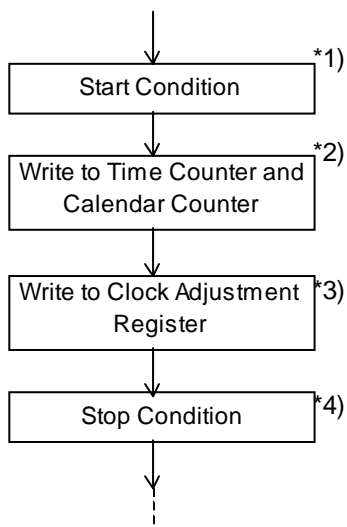 *1)
Start Condition
*2)
Write to Time Counter and
Calendar Counter
*3)
Write to Clock Adjustment
Register
*4)
Stop Condition